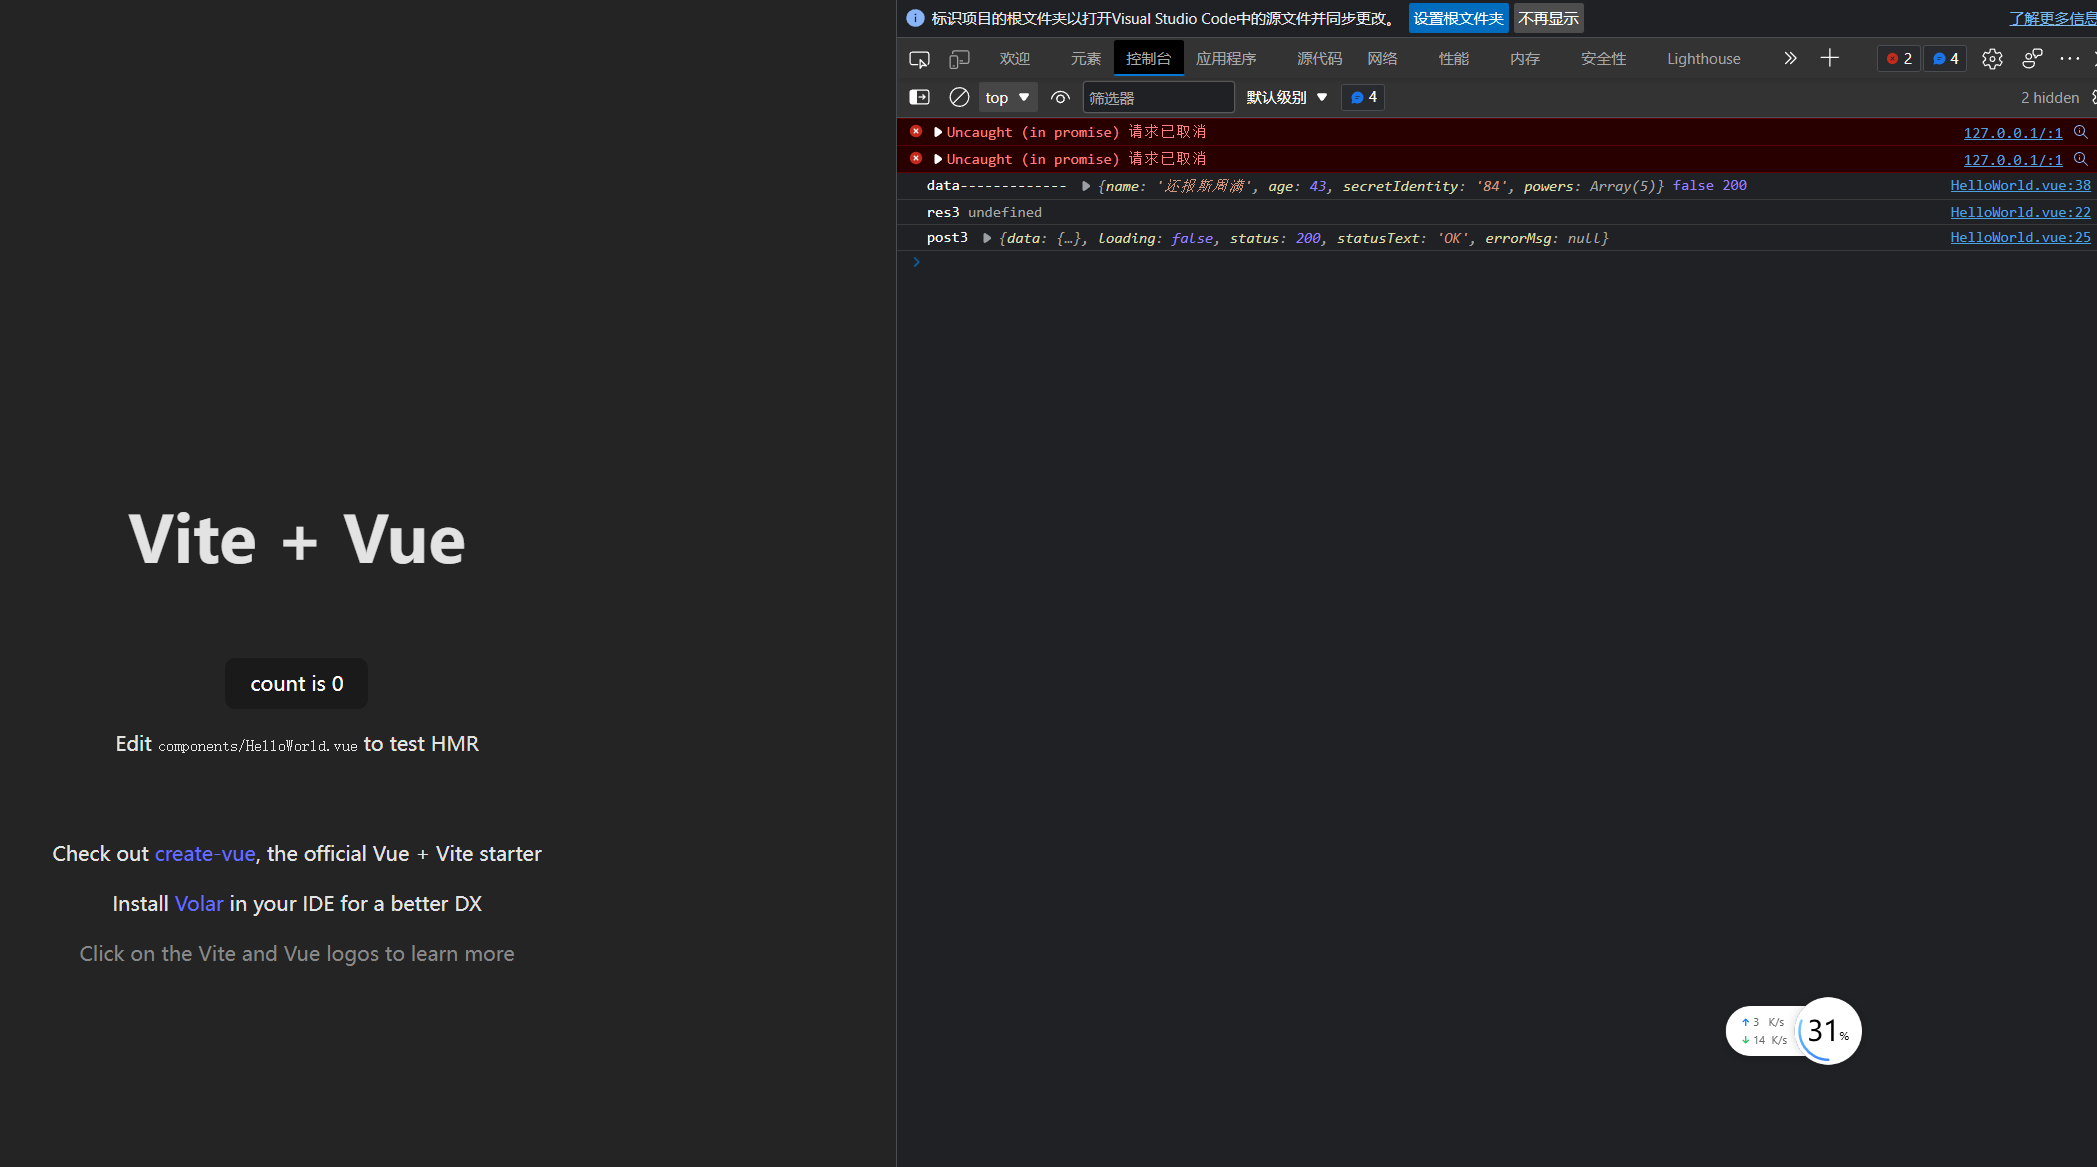 标识项目的根文件夹以打开Visual Studio Code中的源文件并同步更改。 设置根文件夹 不再显示 了解更多信息
欢迎 元素 控制台 应用程序 源代码 网络 性能 内存 安全性 Lighthouse 2 4
top 筛选器 默认级别 4 2 hidden
Uncaught (in promise) 请求已取消 127.0.0.1/:1
Uncaught (in promise) 请求已取消 127.0.0.1/:1
data------------- {name: '还报斯周满', age: 43, secretIdentity: '84', powers: Array(5)} false 200 HelloWorld.vue:38
res3 undefined HelloWorld.vue:22
post3 {data: {…}, loading: false, status: 200, statusText: 'OK', errorMsg: null} HelloWorld.vue:25
Vite + Vue
count is 0
Edit components/HelloWorld.vue to test HMR
Check out create-vue, the official Vue + Vite starter
Install Volar in your IDE for a better DX
Click on the Vite and Vue logos to learn more
↑ 3 K/s
↓ 14 K/s
31%